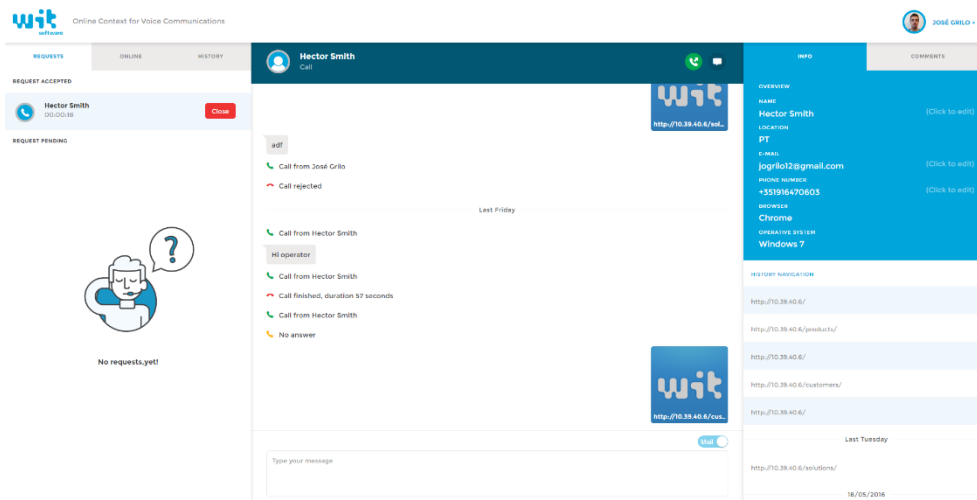 wit
software
Online Context for Voice Communications
JOSÉ GRILO
REQUESTS
ONLINE
HISTORY
REQUEST ACCEPTED
Hector Smith
00:00:18
Close
REQUEST PENDING
?
No requests,yet!
Hector Smith
Call
wit
http://10.39.40.6/sol...
adf
Call from José Grilo
Call rejected
Last Friday
Call from Hector Smith
Hi operator
Call from Hector Smith
Call finished, duration 57 seconds
Call from Hector Smith
No answer
wit
http://10.39.40.6/cus...
Mail
Type your message
INFO
COMMENTS
OVERVIEW
NAME
Hector Smith (Click to edit)
LOCATION
PT
E-MAIL
jogrilo12@gmail.com (Click to edit)
PHONE NUMBER
+351916470603 (Click to edit)
BROWSER
Chrome
OPERATIVE SYSTEM
Windows 7
HISTORY NAVIGATION
http://10.39.40.6/
http://10.39.40.6/products/
http://10.39.40.6/
http://10.39.40.6/customers/
http://10.39.40.6/
Last Tuesday
http://10.39.40.6/solutions/
18/05/2016